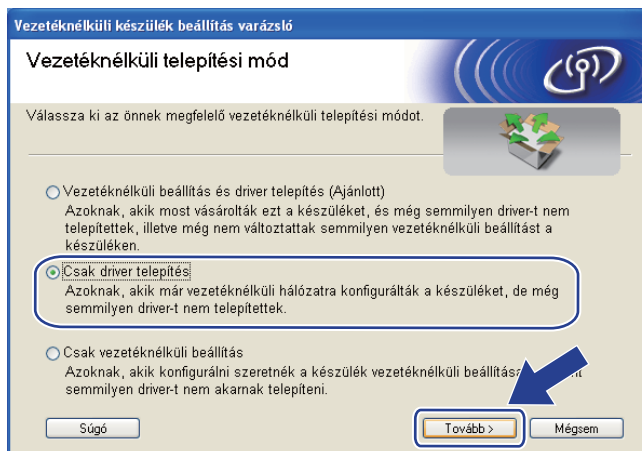 Vezetéknélküli készülék beállítás varázsló
Vezetéknélküli telepítési mód
Válassza ki az önnek megfelelő vezetéknélküli telepítési módot.
Vezetéknélküli beállítás és driver telepítés (Ajánlott)
Azoknak, akik most vásárolták ezt a készüléket, és még semmilyen driver-t nem
telepítettek, illetve még nem változtattak semmilyen vezetéknélküli beállítást a
készüléken.
Csak driver telepítés
Azoknak, akik már vezetéknélküli hálózatra konfigurálták a készüléket, de még
semmilyen driver-t nem telepítettek.
Csak vezetéknélküli beállítás
Azoknak, akik konfigurálni szeretnék a készülék vezetéknélküli
semmilyen driver-t nem akarnak telepíteni.
Súgó
Tovább >
Mégsem